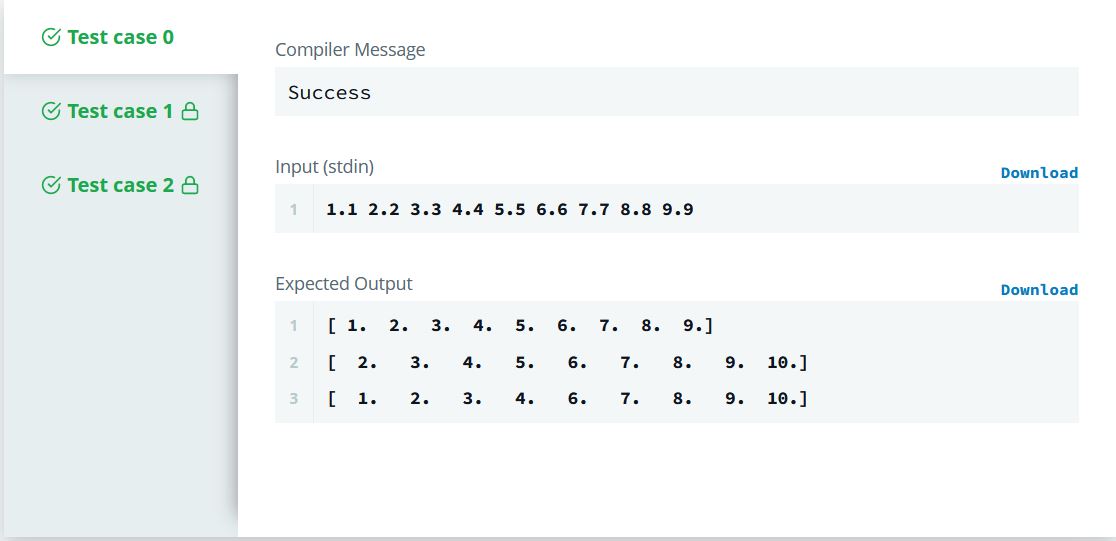 Test case 0
Test case 1
Test case 2
Compiler Message
Success
Input (stdin)
Download
1 1.1 2.2 3.3 4.4 5.5 6.6 7.7 8.8 9.9
Expected Output
Download
1 [ 1.  2.  3.  4.  5.  6.  7.  8.  9.]
2 [  2.   3.   4.   5.   6.   7.   8.   9.  10.]
3 [  1.   2.   3.   4.   6.   7.   8.   9.  10.]